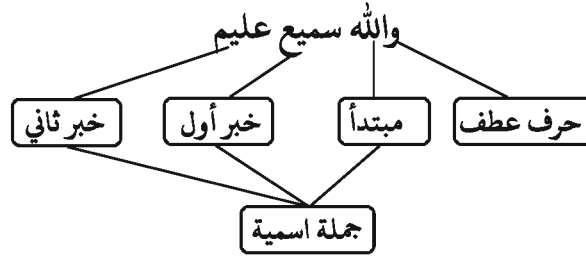 والله سميع عليم
حرف عطف
مبتدأ
خبر أول
خبر ثاني
جملة اسمية